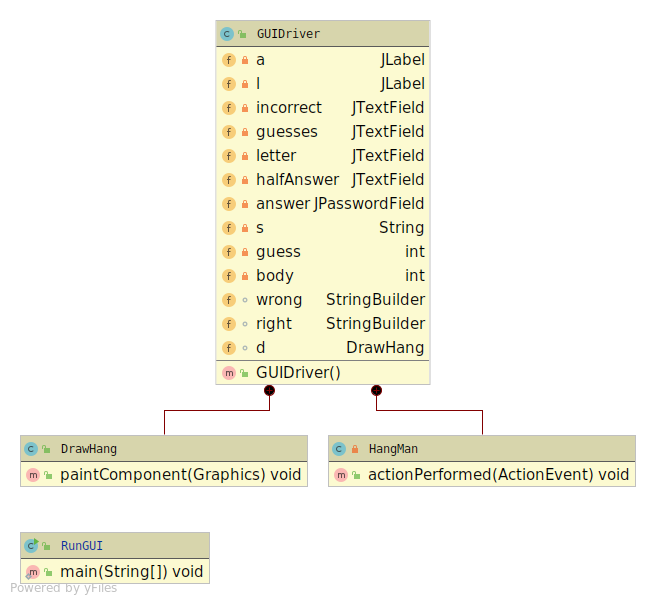 GUIDriver
a JLabel
l JLabel
incorrect JTextField
guesses JTextField
letter JTextField
halfAnswer JTextField
answer JPasswordField
s String
guess int
body int
wrong StringBuilder
right StringBuilder
d DrawHang
GUIDriver()
DrawHang
paintComponent(Graphics) void
HangMan
actionPerformed(ActionEvent) void
RunGUI
main(String[]) void
Powered by yFiles